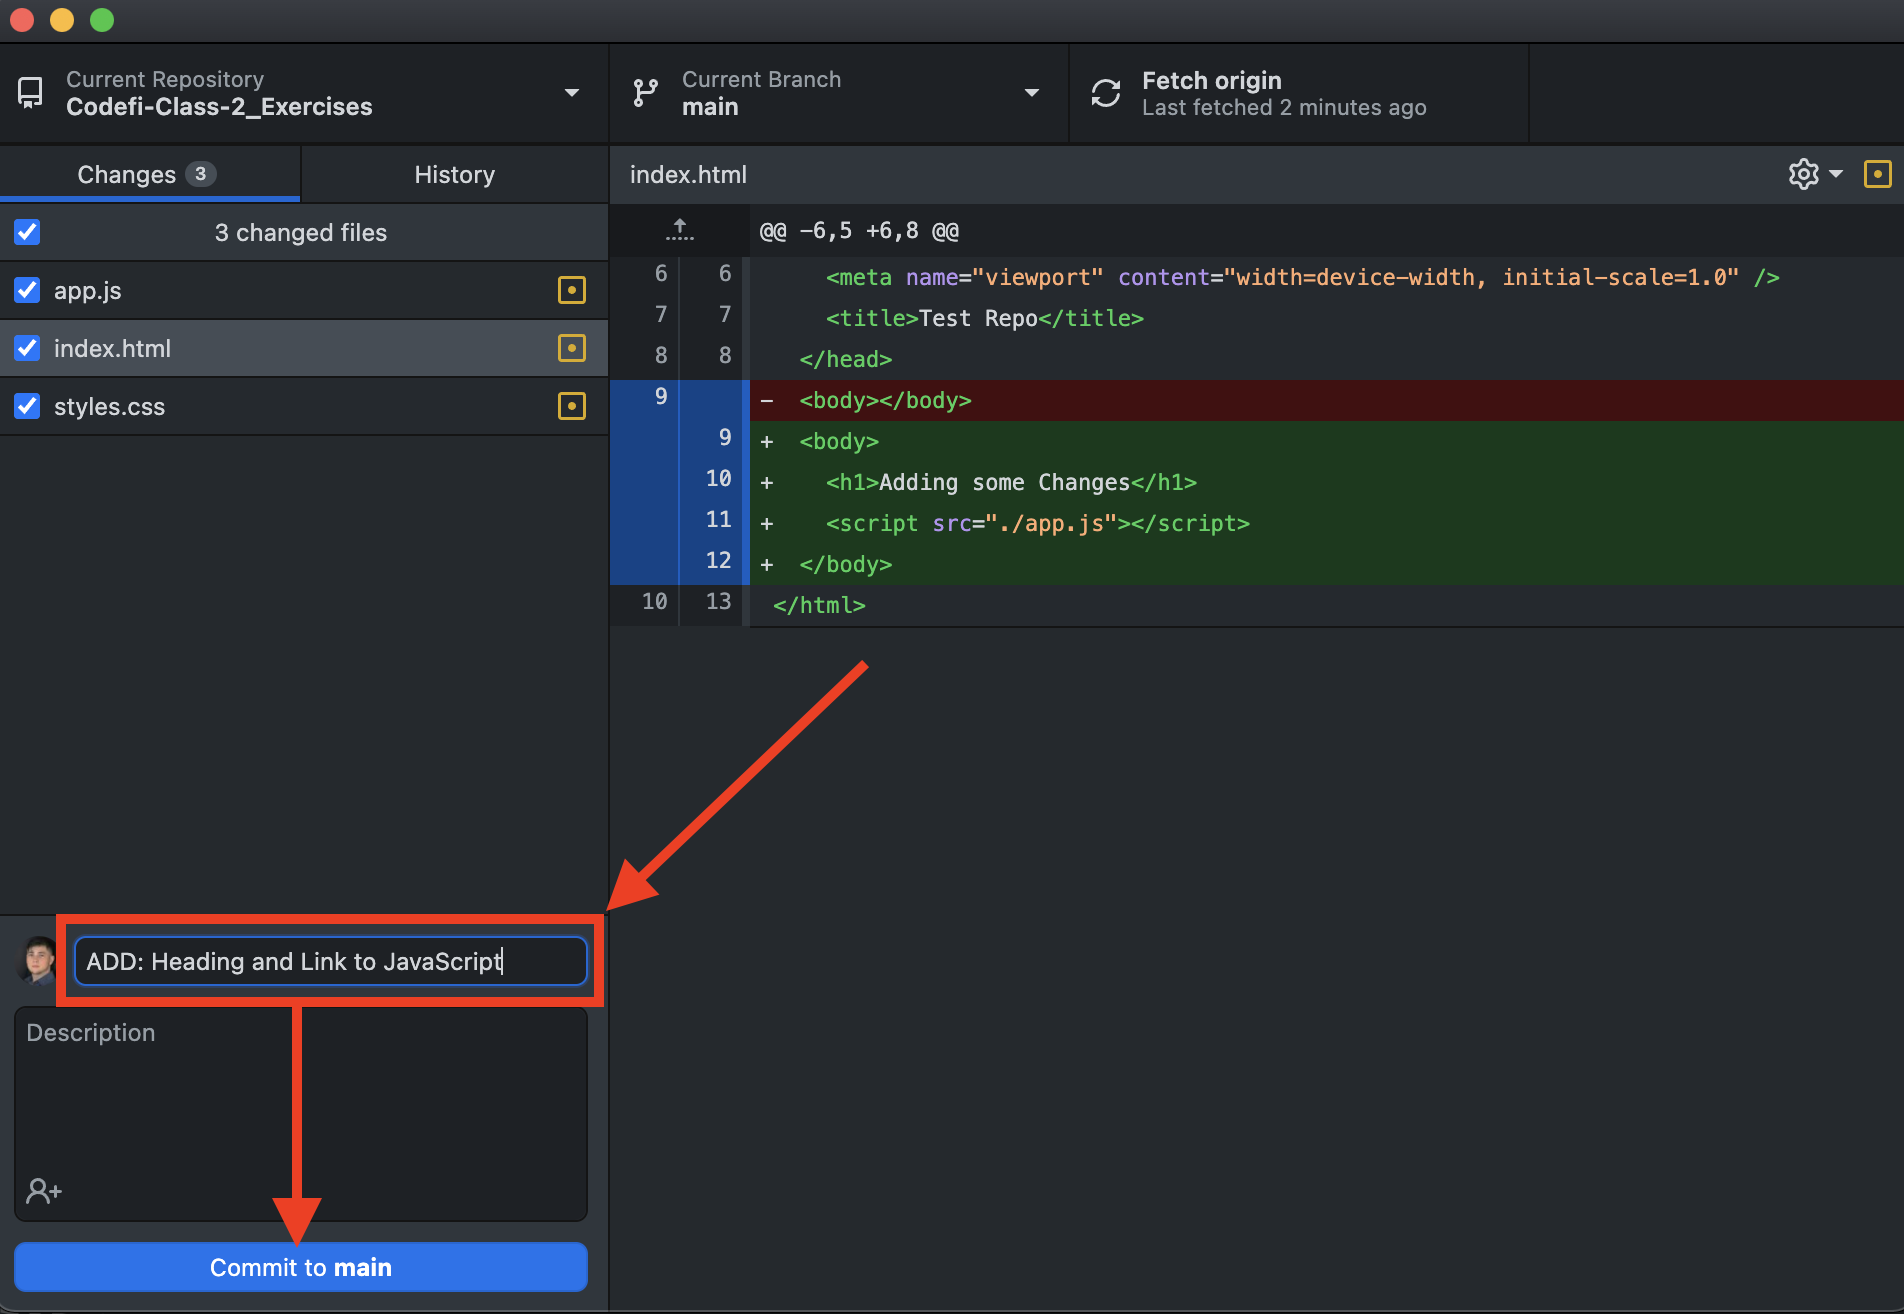 Current Repository
Codefi-Class-2_Exercises
Current Branch
main
Fetch origin
Last fetched 2 minutes ago
Changes 3
History
3 changed files
app.js
index.html
styles.css
index.html
@@ -6,5 +6,8 @@
6 6 <meta name="viewport" content="width=device-width, initial-scale=1.0" />
7 7 <title>Test Repo</title>
8 8 </head>
9 - <body></body>
9 + <body>
10 + <h1>Adding some Changes</h1>
11 + <script src="./app.js"></script>
12 + </body>
10 13 </html>
ADD: Heading and Link to JavaScript
Description
Commit to main